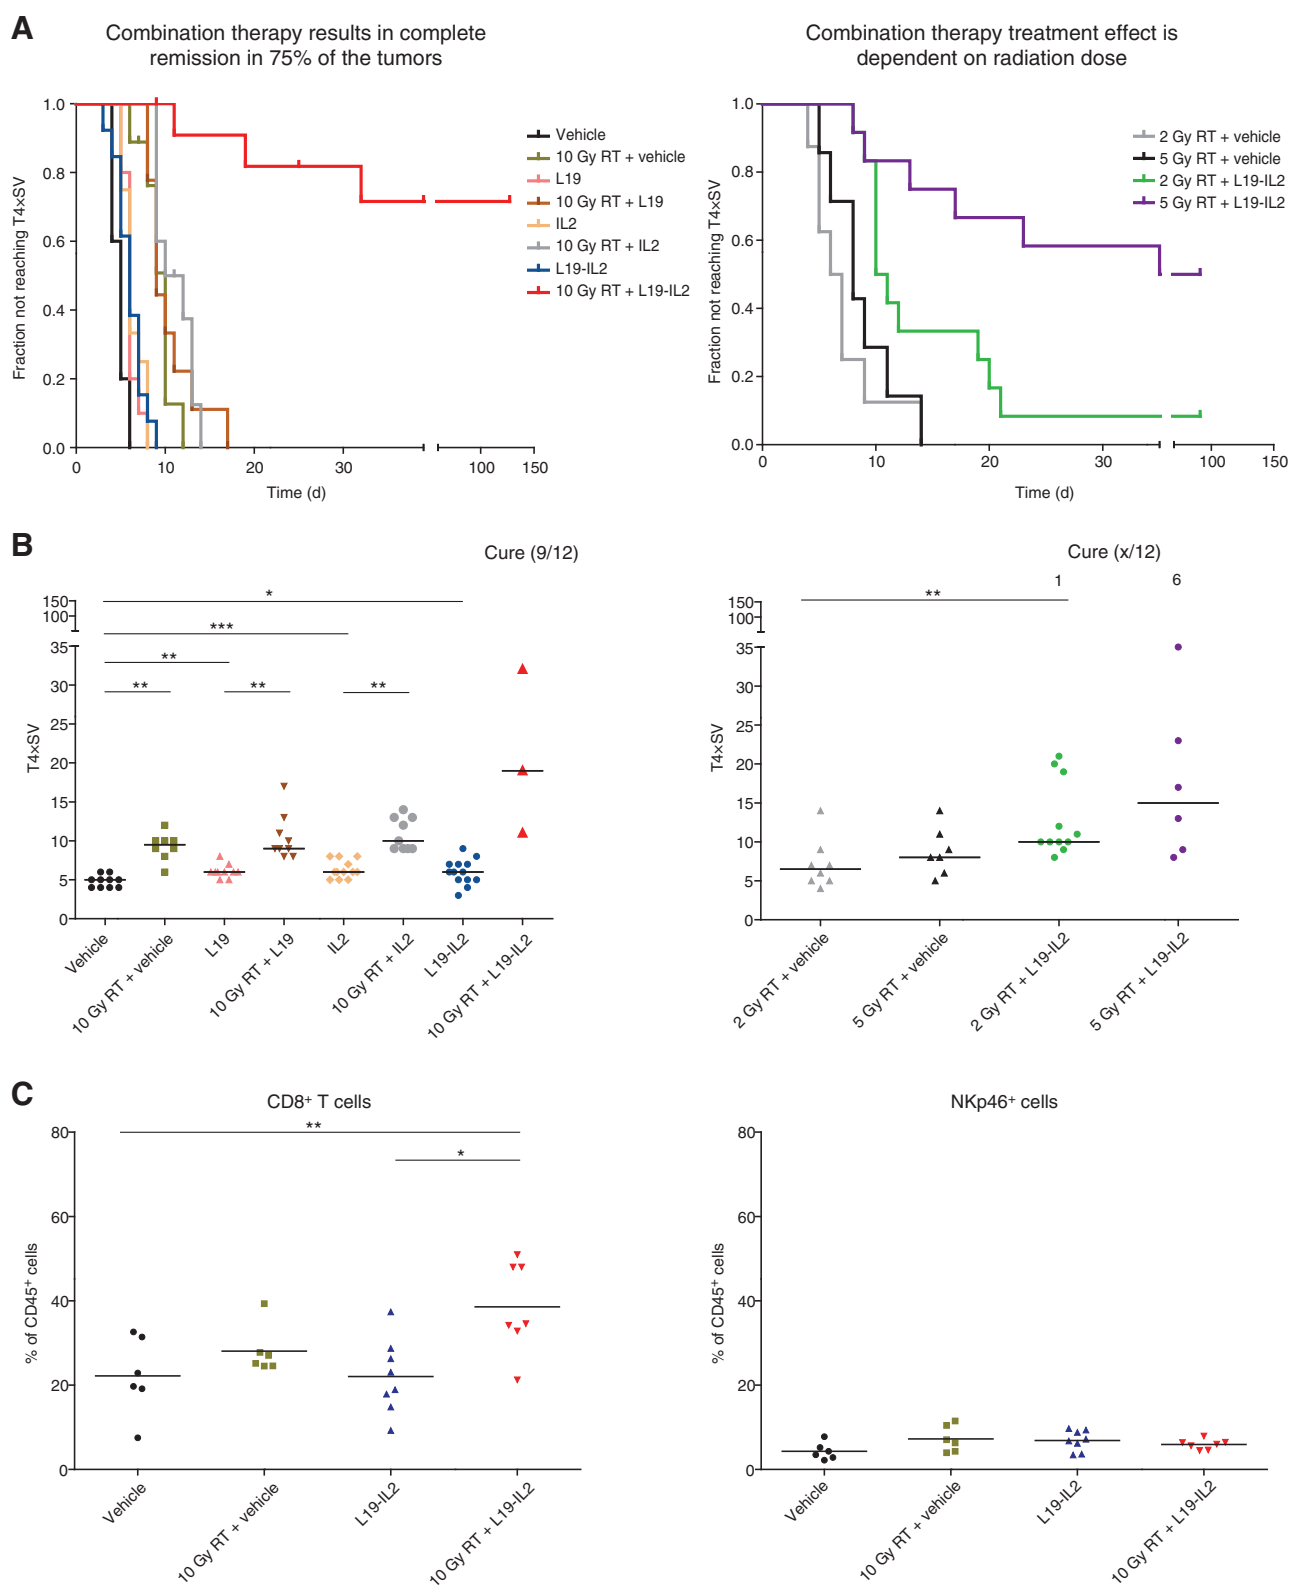 A
Combination therapy results in complete
remission in 75% of the tumors
Fraction not reaching T4×SV
1.0
0.8
0.6
0.4
0.2
0.0
0
10
20
30
100
150
Time (d)
Vehicle
10 Gy RT + vehicle
L19
10 Gy RT + L19
IL2
10 Gy RT + IL2
L19-IL2
10 Gy RT + L19-IL2
Combination therapy treatment effect is
dependent on radiation dose
Fraction not reaching T4×SV
1.0
0.8
0.6
0.4
0.2
0.0
0
10
20
30
100
150
Time (d)
2 Gy RT + vehicle
5 Gy RT + vehicle
2 Gy RT + L19-IL2
5 Gy RT + L19-IL2
B
Cure (9/12)
T4×SV
150
100
35
30
25
20
15
10
5
0
*
***
**
**
**
**
Vehicle
10 Gy RT + vehicle
L19
10 Gy RT + L19
IL2
10 Gy RT + IL2
L19-IL2
10 Gy RT + L19-IL2
Cure (x/12)
1
6
T4×SV
150
100
35
30
25
20
15
10
5
0
**
2 Gy RT + vehicle
5 Gy RT + vehicle
2 Gy RT + L19-IL2
5 Gy RT + L19-IL2
C
CD8⁺ T cells
% of CD45⁺ cells
80
60
40
20
0
**
*
Vehicle
10 Gy RT + vehicle
L19-IL2
10 Gy RT + L19-IL2
NKp46⁺ cells
% of CD45⁺ cells
80
60
40
20
0
Vehicle
10 Gy RT + vehicle
L19-IL2
10 Gy RT + L19-IL2